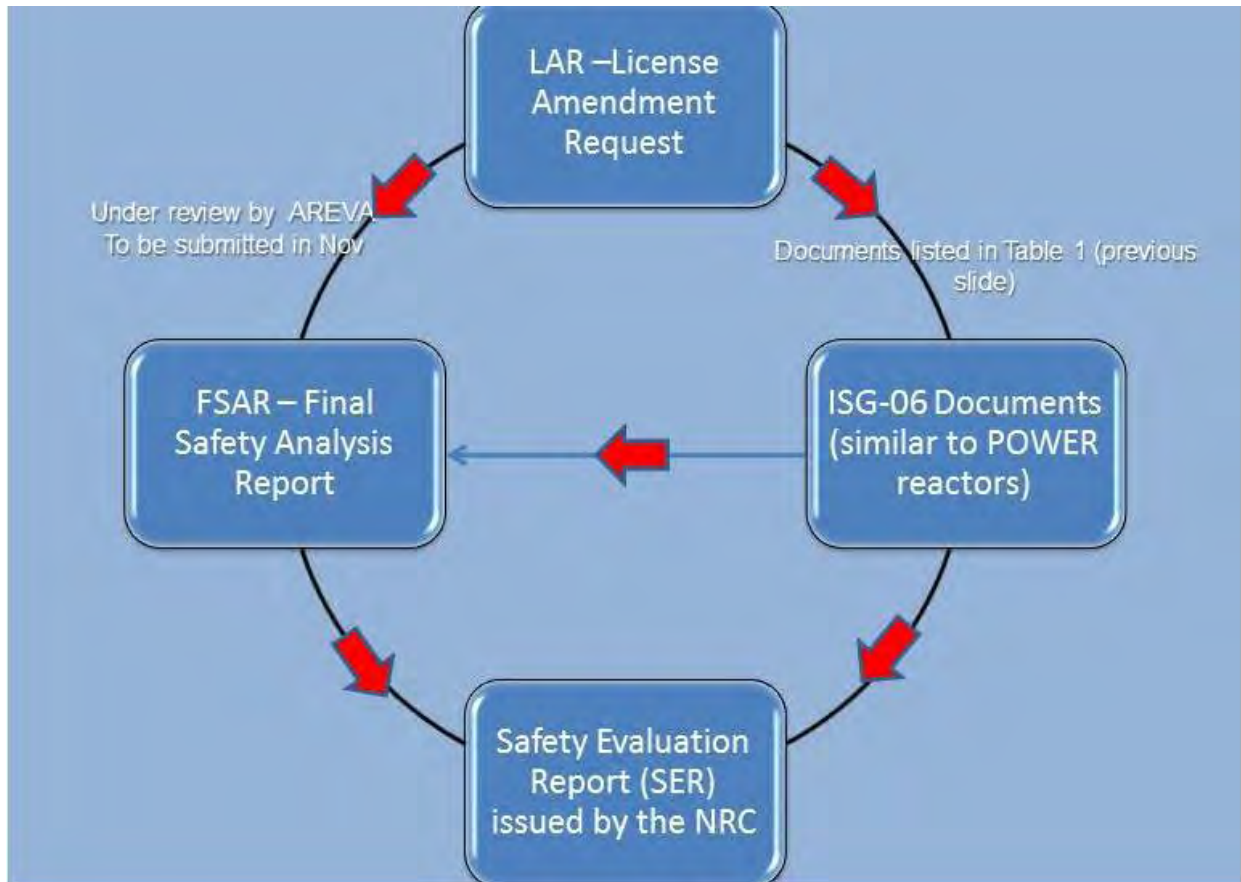 LAR –License
Amendment
Request
Under review by AREVA
To be submitted in Nov
Documents listed in Table 1 (previous
slide)
FSAR – Final
Safety Analysis
Report
ISG-06 Documents
(similar to POWER
reactors)
Safety Evaluation
Report (SER)
issued by the NRC